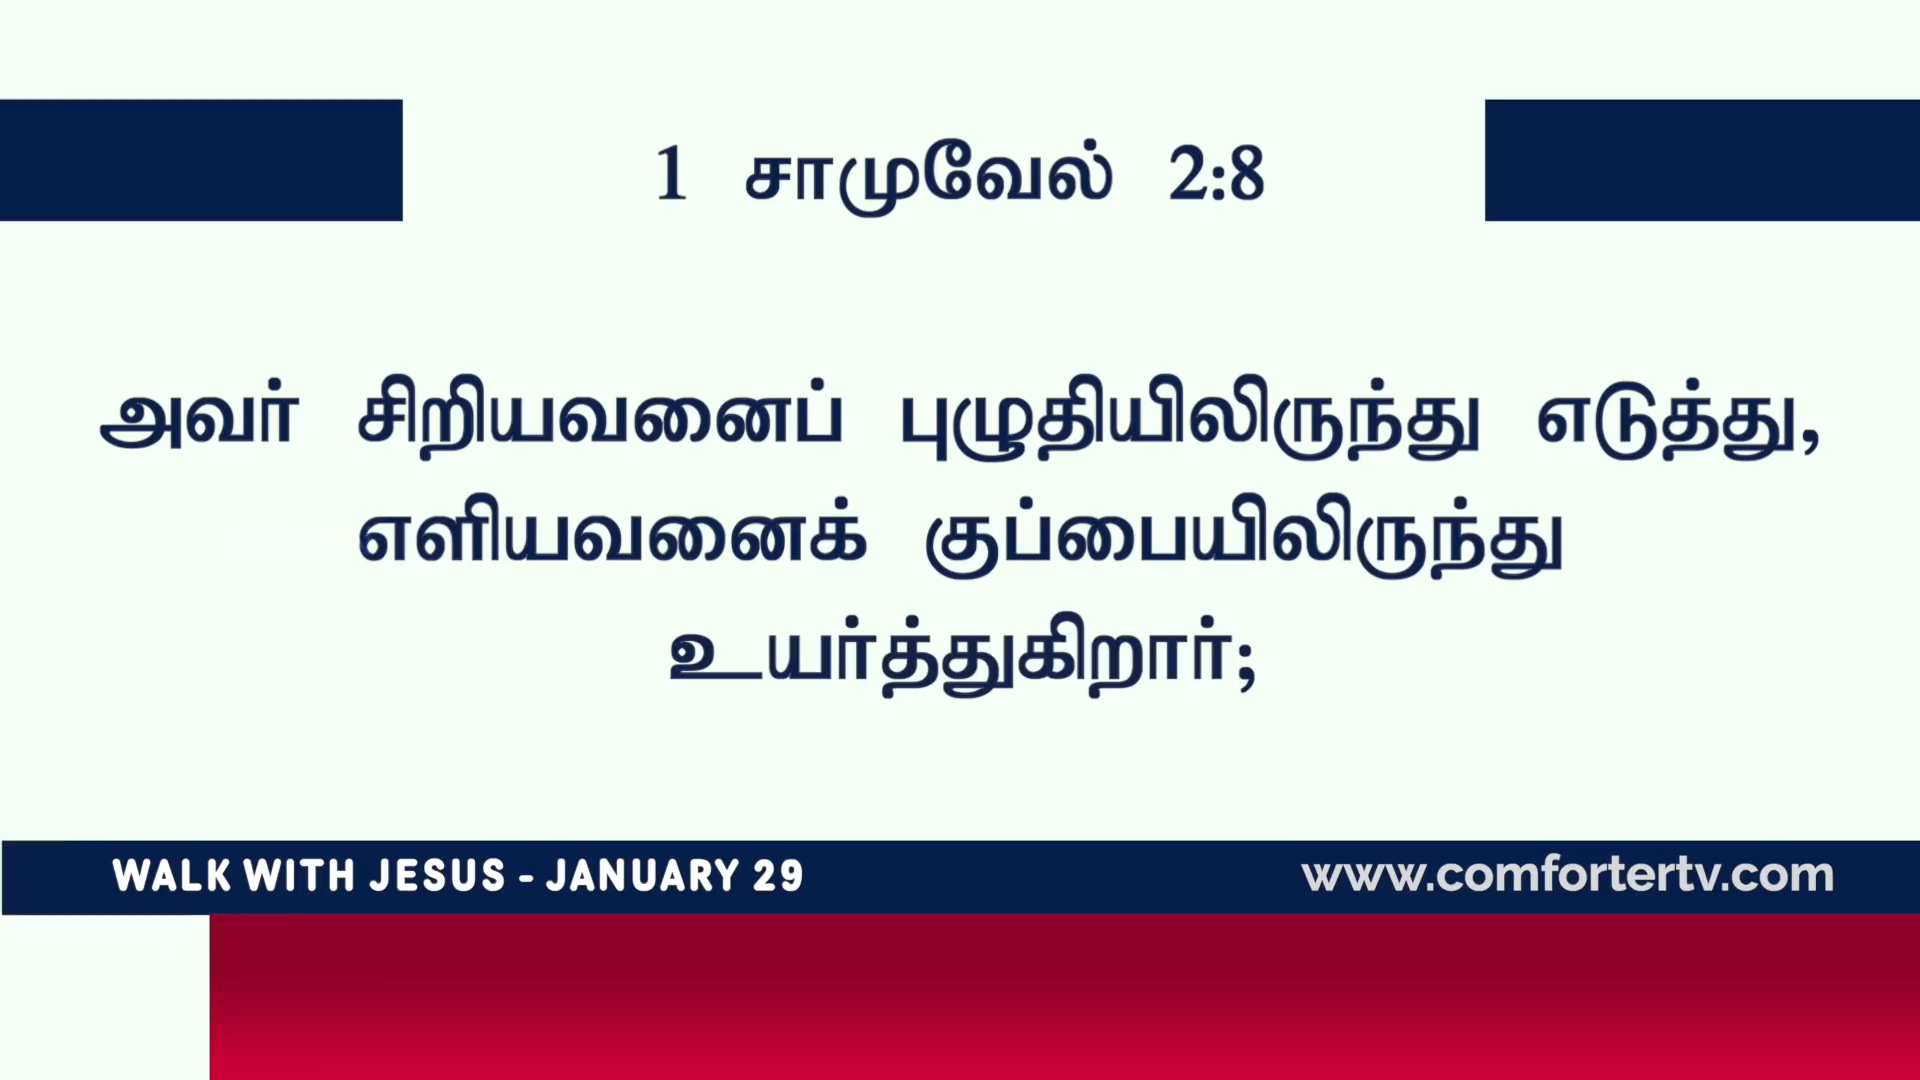 1 சாமுவேல் 2:8
அவர் சிறியவனைப் புழுதியிலிருந்து எடுத்து,
எளியவனைக் குப்பையிலிருந்து
உயர்த்துகிறார்;
WALK WITH JESUS - JANUARY 29
www.comfortertv.com